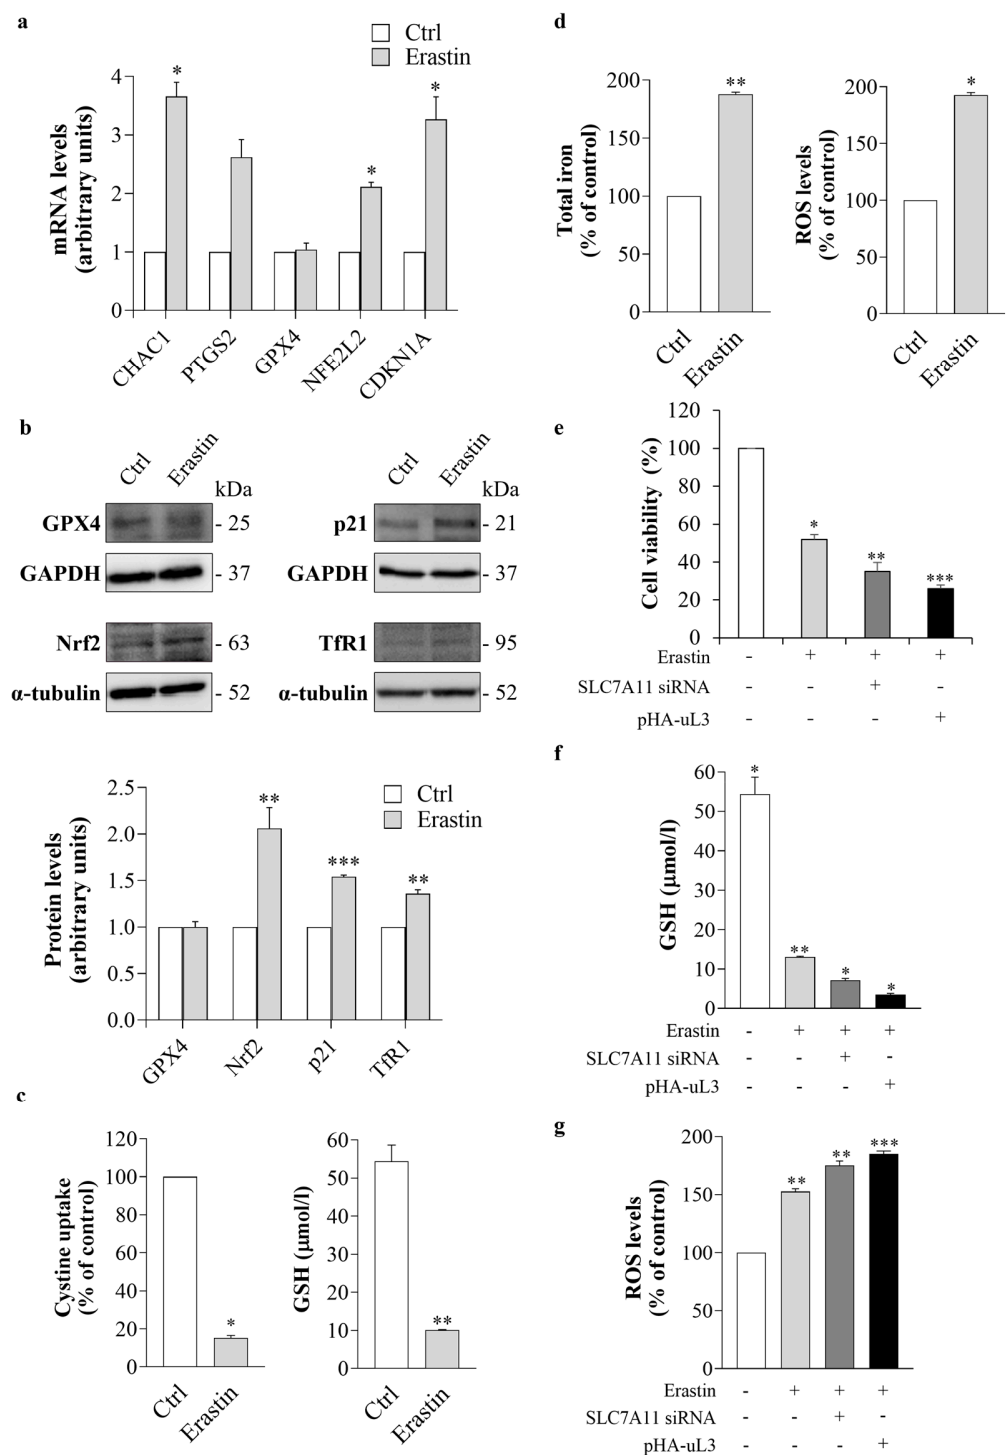 a
Ctrl
Erastin
mRNA levels
(arbitrary units)
4
3
2
1
0
*
*
*
CHAC1
PTGS2
GPX4
NFE2L2
CDKN1A
b
Ctrl
Erastin
kDa
GPX4
- 25
GAPDH
- 37
Nrf2
- 63
α-tubulin
- 52
Ctrl
Erastin
kDa
p21
- 21
GAPDH
- 37
TfR1
- 95
α-tubulin
- 52
Ctrl
Erastin
Protein levels
(arbitrary units)
2.5
2.0
1.5
1.0
0.5
0.0
**
***
**
GPX4
Nrf2
p21
TfR1
c
Cystine uptake
(% of control)
120
100
80
60
40
20
0
*
Ctrl
Erastin
GSH (μmol/l)
60
50
40
30
20
10
0
**
Ctrl
Erastin
d
Total iron
(% of control)
200
150
100
50
0
**
Ctrl
Erastin
ROS levels
(% of control)
200
150
100
50
0
*
Ctrl
Erastin
e
Cell viability (%)
120
100
80
60
40
20
0
*
**
***
Erastin - + + +
SLC7A11 siRNA - - + -
pHA-uL3 - - - +
f
GSH (μmol/l)
60
50
40
30
20
10
0
*
**
*
*
Erastin - + + +
SLC7A11 siRNA - - + -
pHA-uL3 - - - +
g
ROS levels
(% of control)
200
150
100
50
0
**
**
***
Erastin - + + +
SLC7A11 siRNA - - + -
pHA-uL3 - - - +